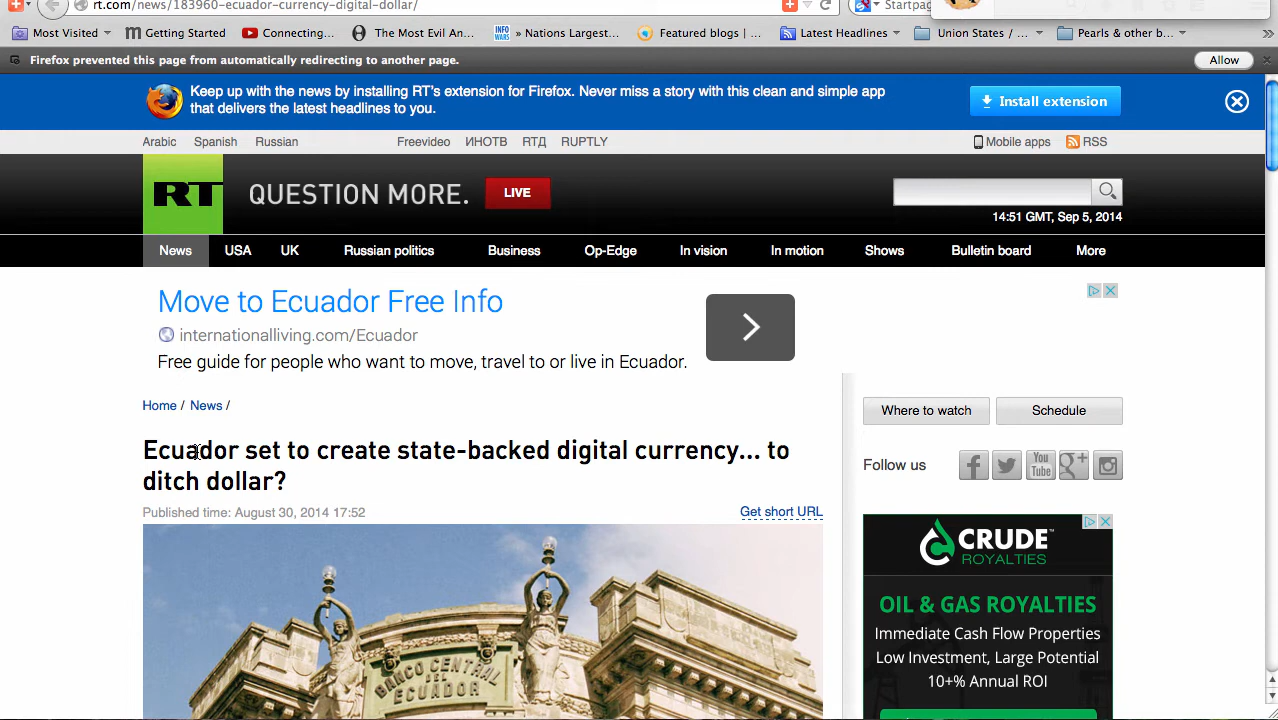 rt.com/news/183960-ecuador-currency-digital-dollar/
Startpag
Most Visited
Getting Started
Connecting...
The Most Evil An...
INFO WARS » Nations Largest...
Featured blogs | ...
Latest Headlines
Union States / ...
Pearls & other b...
Firefox prevented this page from automatically redirecting to another page.
Allow
Keep up with the news by installing RT's extension for Firefox. Never miss a story with this clean and simple app
that delivers the latest headlines to you.
Install extension
Arabic Spanish Russian Freevideo ИНОТВ RTД RUPTLY Mobile apps RSS
RT QUESTION MORE. LIVE
14:51 GMT, Sep 5, 2014
News USA UK Russian politics Business Op-Edge In vision In motion Shows Bulletin board More
Move to Ecuador Free Info
internationalliving.com/Ecuador
Free guide for people who want to move, travel to or live in Ecuador.
Home / News /
Where to watch
Schedule
Ecuador set to create state-backed digital currency... to
ditch dollar?
Follow us
You Tube
Published time: August 30, 2014 17:52
Get short URL
BANCO CENTRAL
DEL
ECUADOR
CRUDE™
ROYALTIES
OIL & GAS ROYALTIES
Immediate Cash Flow Properties
Low Investment, Large Potential
10+% Annual ROI